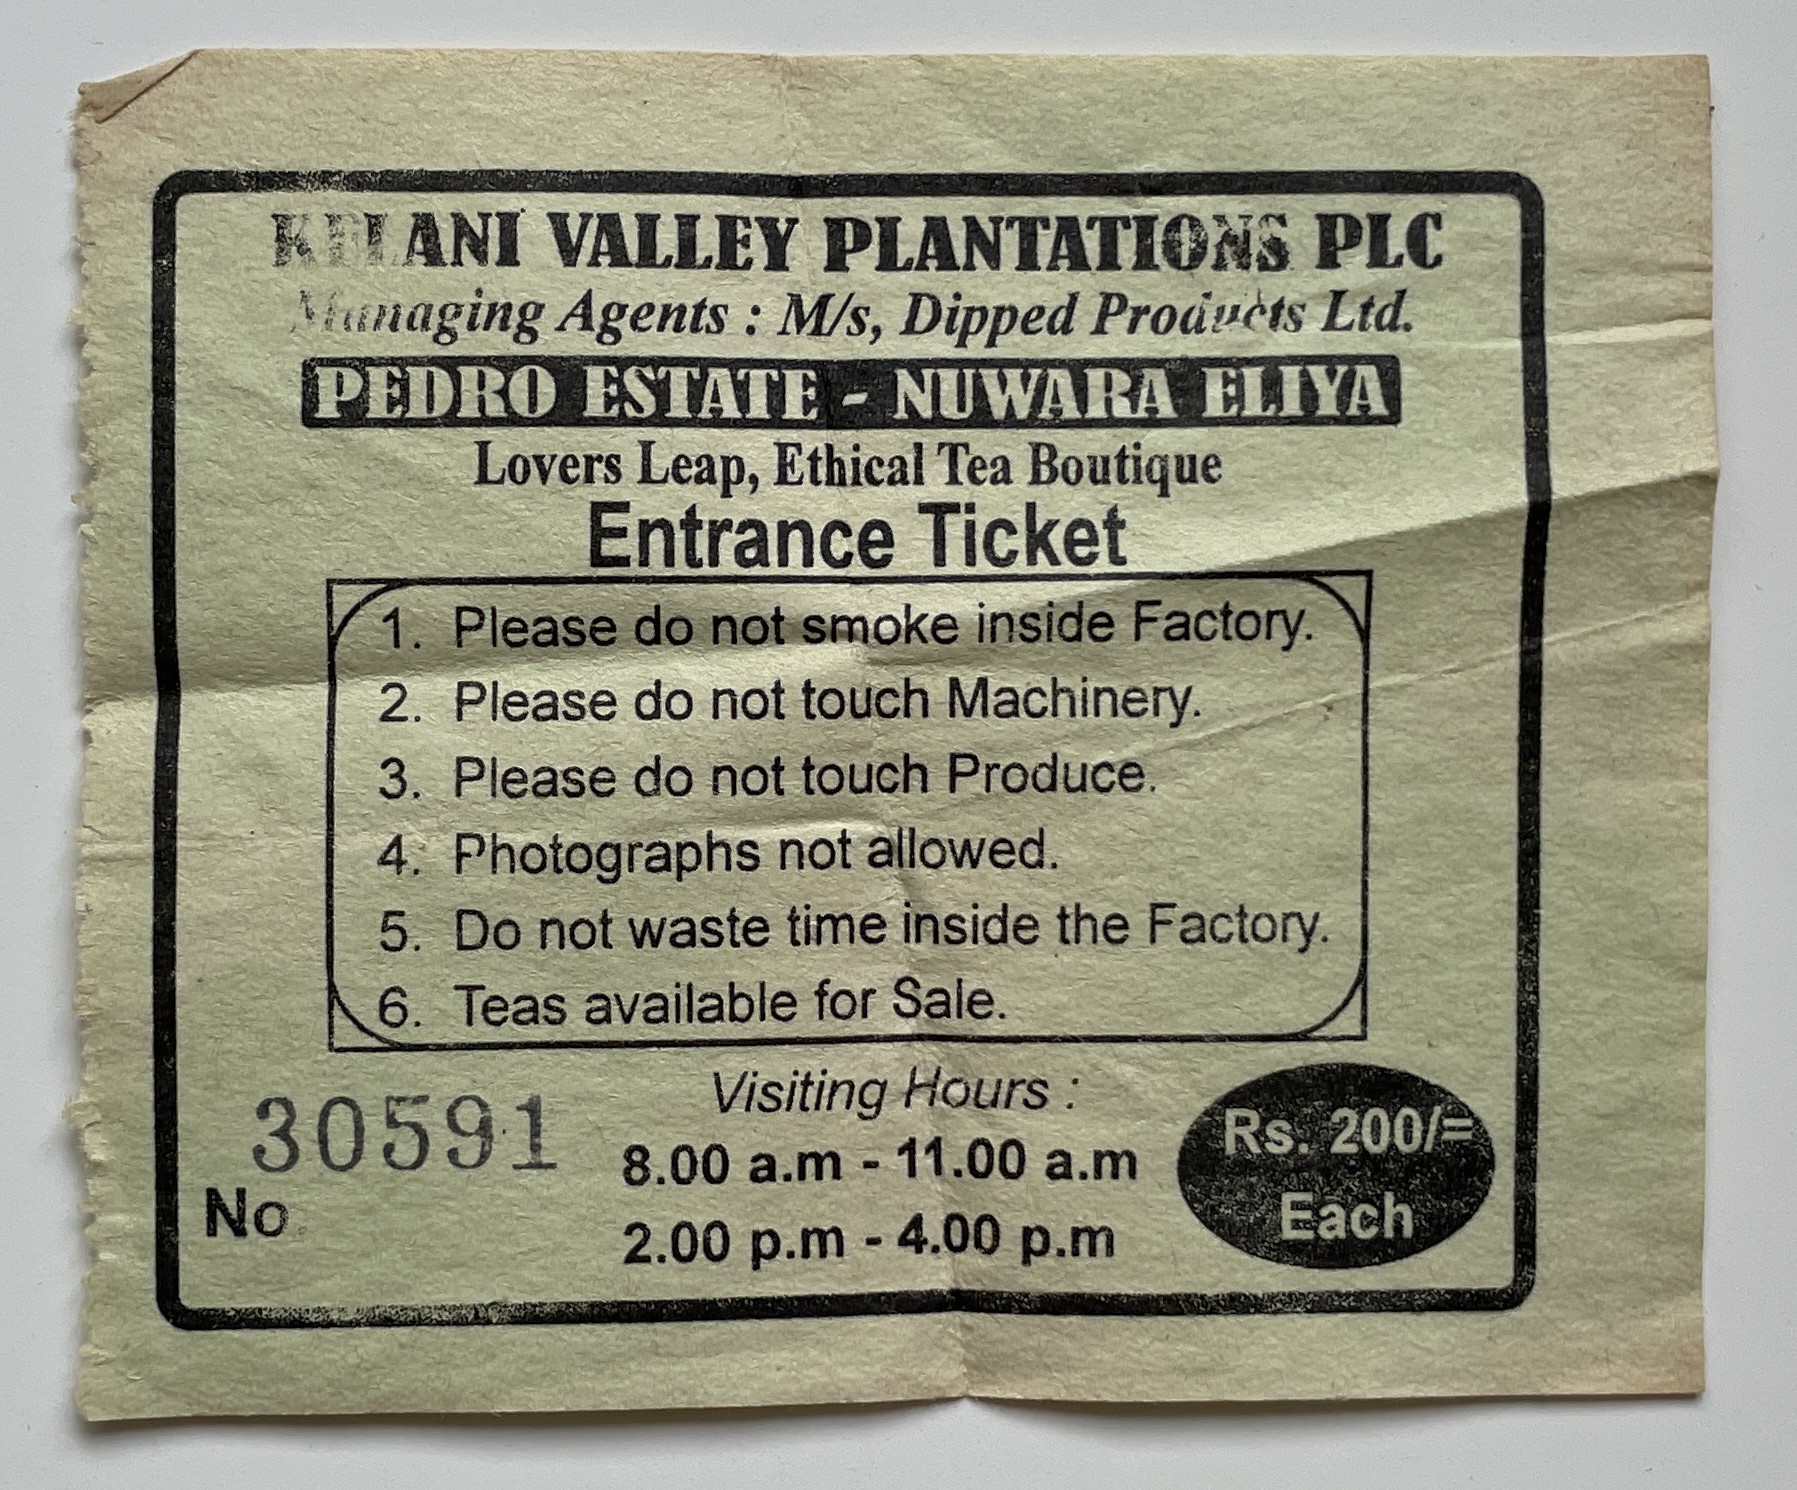 KELANI VALLEY PLANTATIONS PLC
Managing Agents : M/s, Dipped Products Ltd.
PEDRO ESTATE - NUWARA ELIYA
Lovers Leap, Ethical Tea Boutique
Entrance Ticket
1. Please do not smoke inside Factory.
2. Please do not touch Machinery.
3. Please do not touch Produce.
4. Photographs not allowed.
5. Do not waste time inside the Factory.
6. Teas available for Sale.
30591
No
Visiting Hours :
8.00 a.m - 11.00 a.m
2.00 p.m - 4.00 p.m
Rs. 200/=
Each